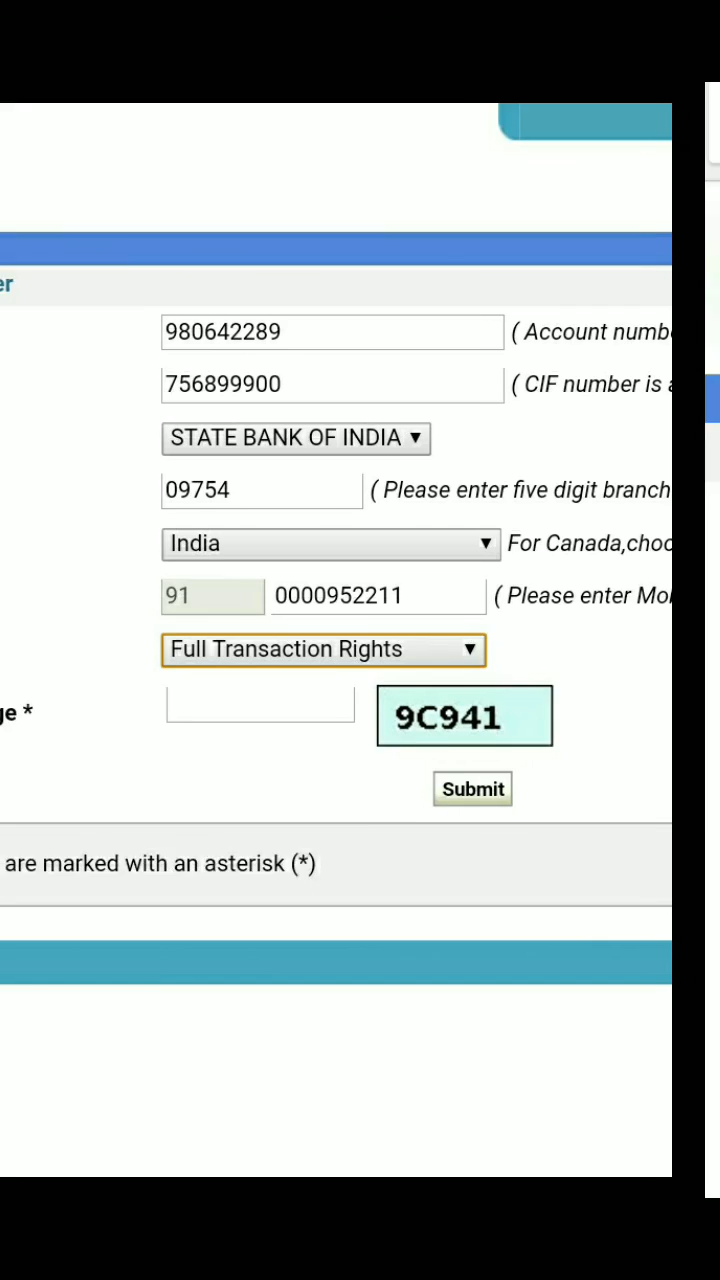 er
980642289 ( Account numb
756899900 ( CIF number is
STATE BANK OF INDIA ▼
09754 ( Please enter five digit branch
India ▼ For Canada,choo
91 0000952211 ( Please enter Mo
Full Transaction Rights ▼
ge * 9C941
Submit
are marked with an asterisk (*)